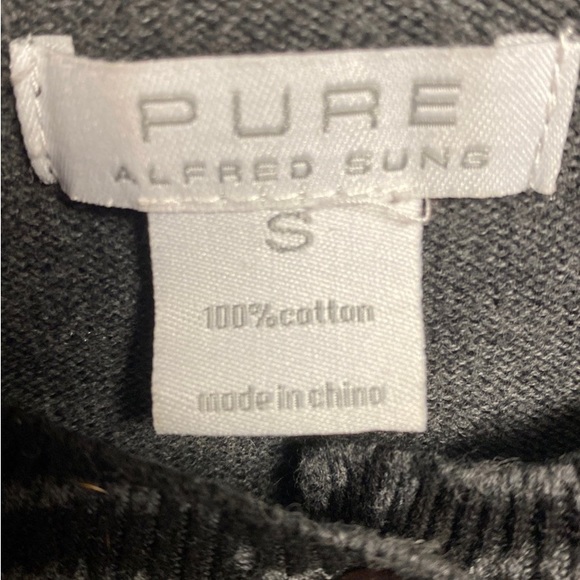 PURE
ALFRED SUNG
S
100%cotton
made in china